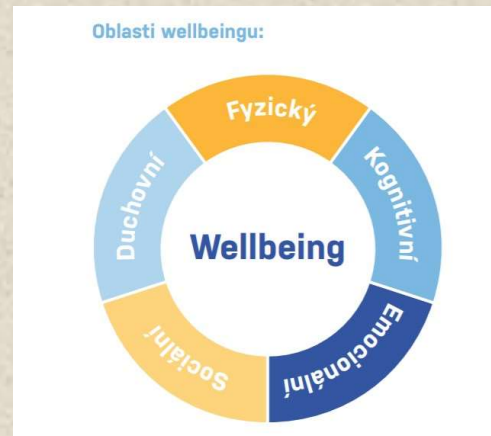 Oblasti wellbeingu:
Fyzický
Kognitivní
Emocionální
Sociální
Duchovní
Wellbeing